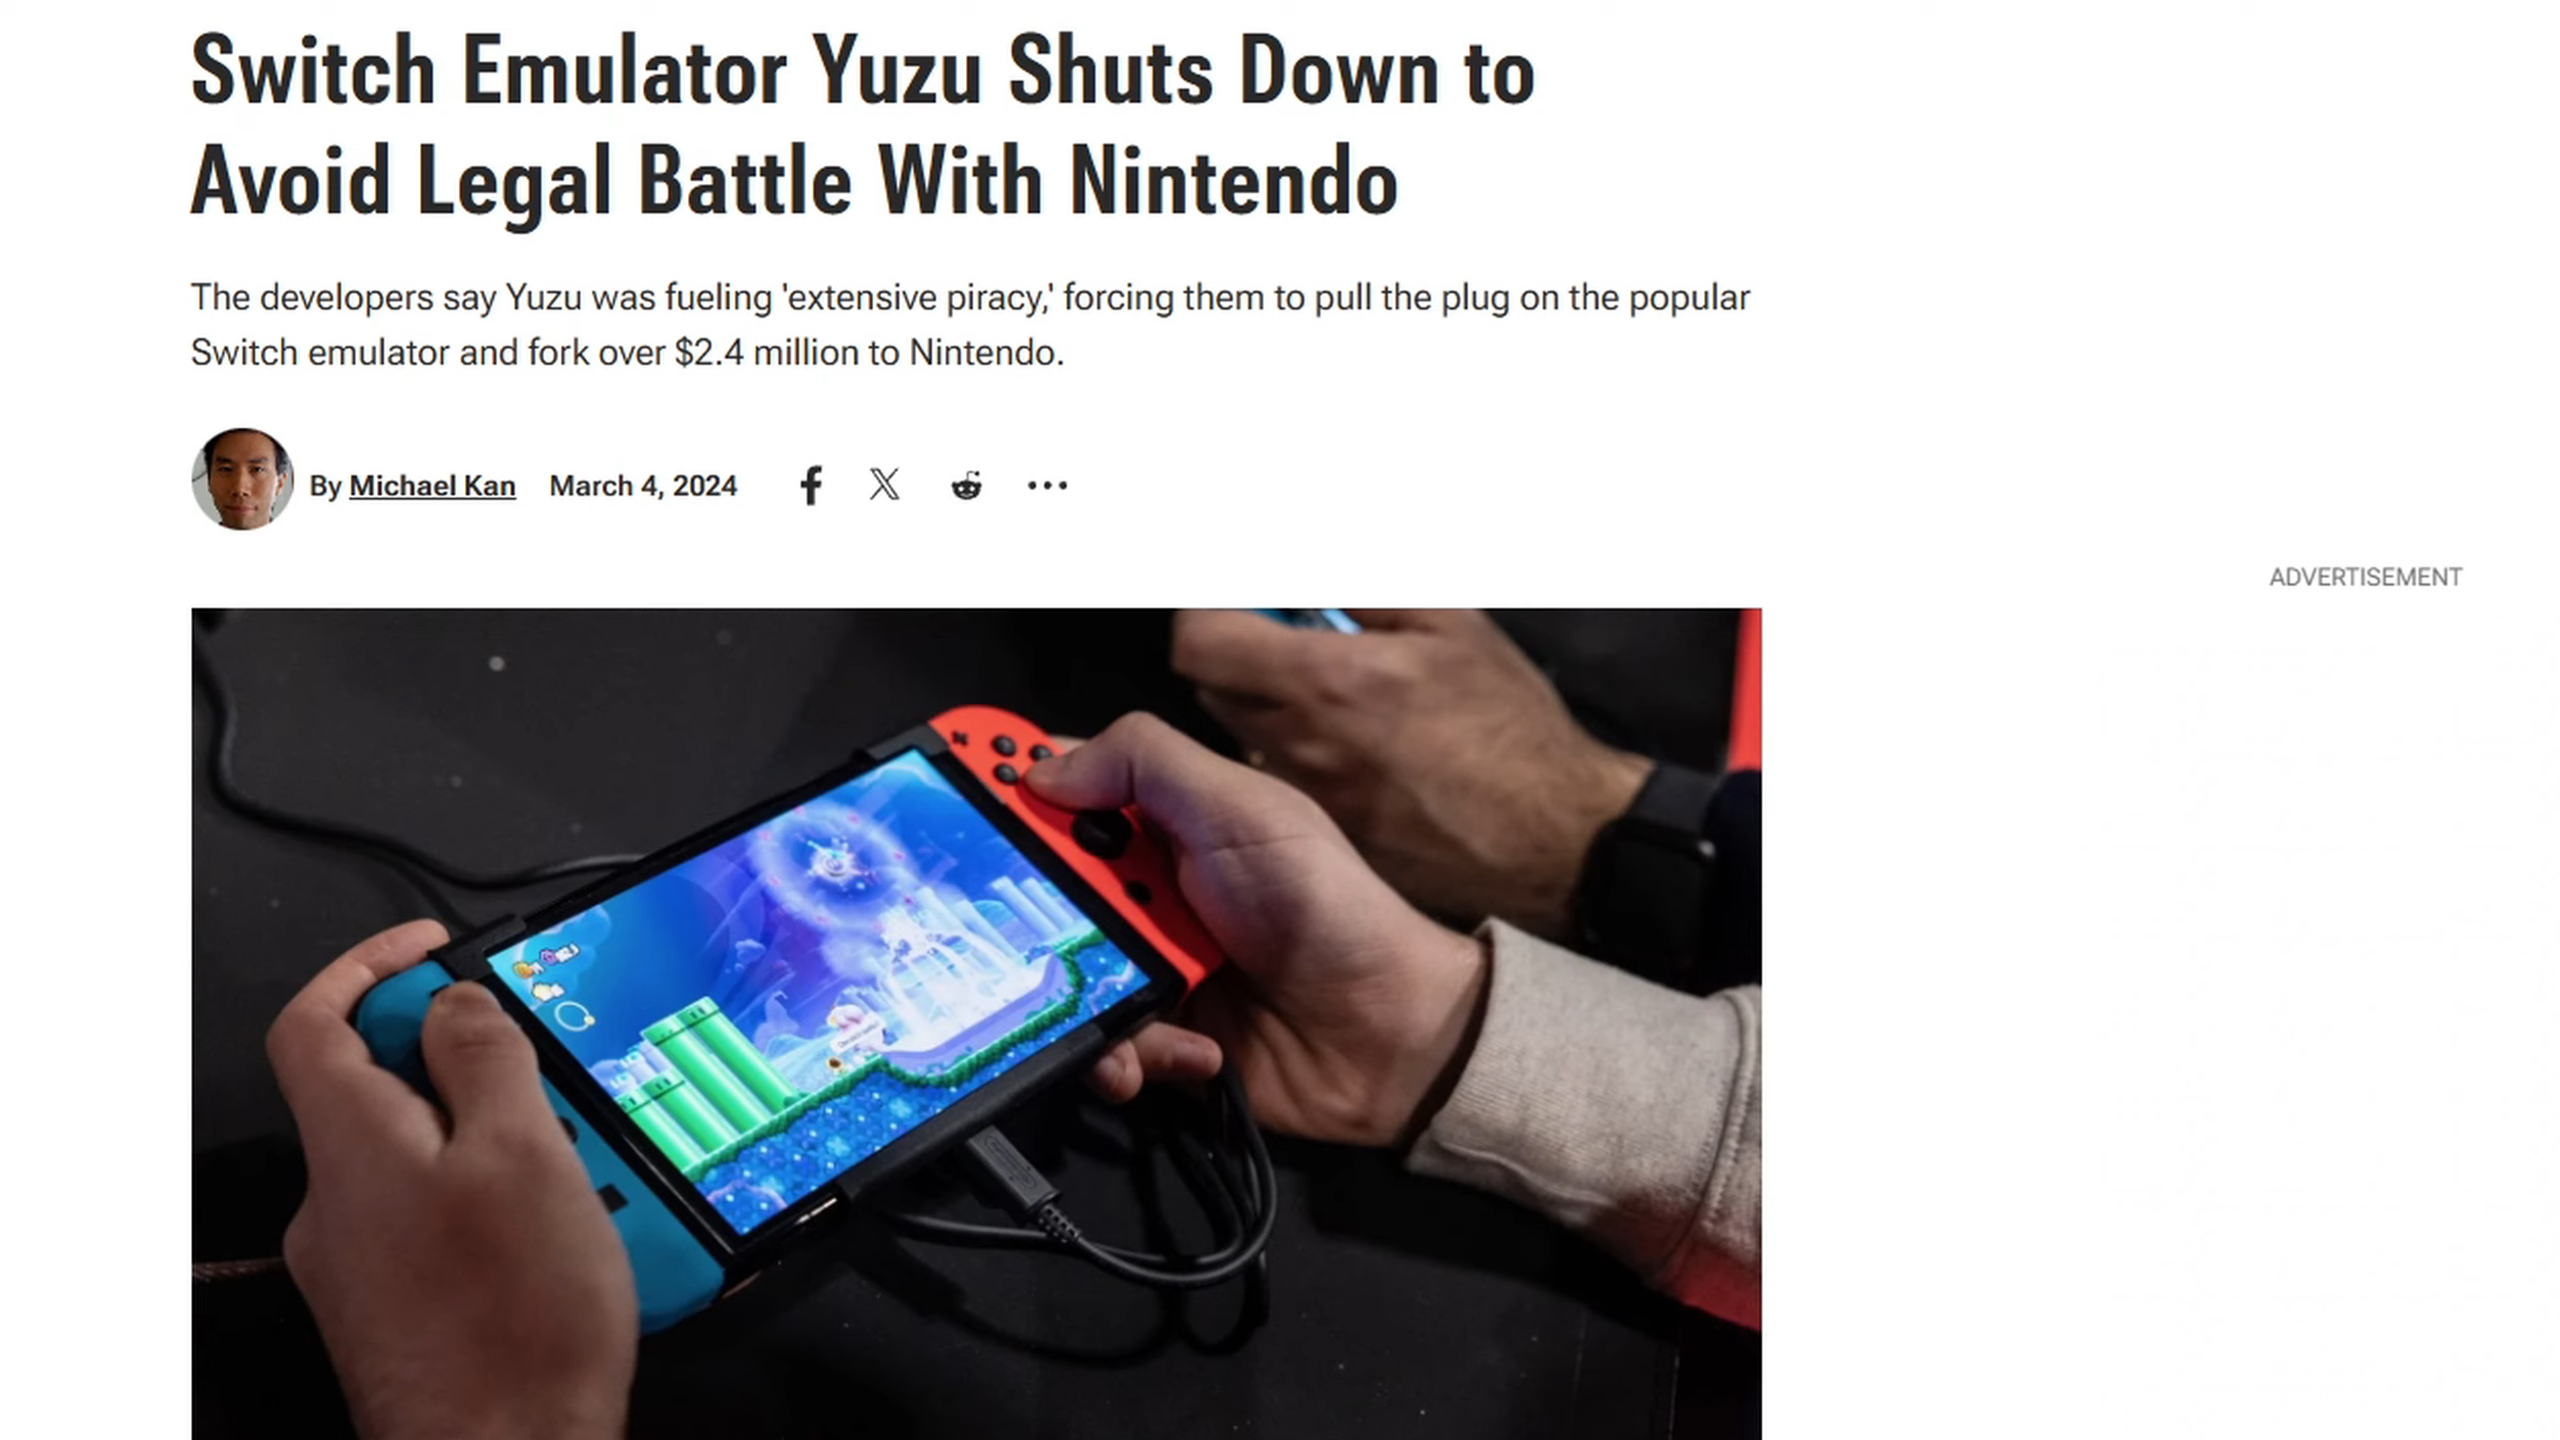 Switch Emulator Yuzu Shuts Down to
Avoid Legal Battle With Nintendo
The developers say Yuzu was fueling 'extensive piracy,' forcing them to pull the plug on the popular
Switch emulator and fork over $2.4 million to Nintendo.
By Michael Kan March 4, 2024
ADVERTISEMENT